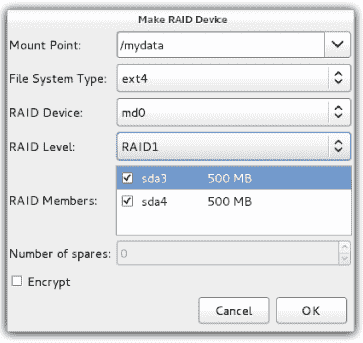 Make RAID Device
Mount Point: /mydata
File System Type: ext4
RAID Device: md0
RAID Level: RAID1
sda3 500 MB
RAID Members: sda4 500 MB
Number of spares: 0
Encrypt
Cancel OK